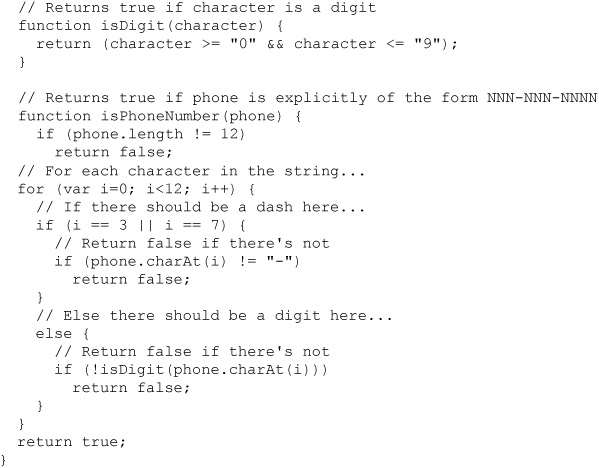 // Returns true if character is a digit
function isDigit(character) {
return (character >= "0" && character <= "9");
}
// Returns true if phone is explicitly of the form NNN-NNN-NNNN
function isPhoneNumber(phone) {
if (phone.length != 12)
return false;
// For each character in the string...
for (var i=0; i<12; i++) {
// If there should be a dash here...
if (i == 3 || i == 7) {
// Return false if there's not
if (phone.charAt(i) != "-")
return false;
}
// Else there should be a digit here...
else {
// Return false if there's not
if (!isDigit(phone.charAt(i)))
return false;
}
}
return true;
}